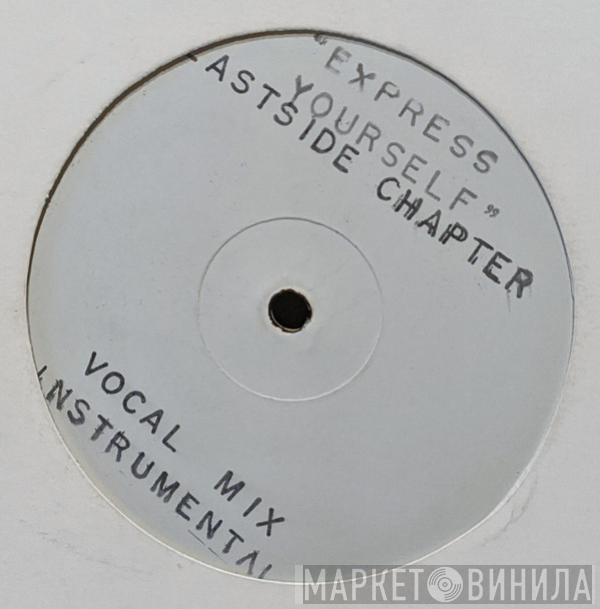 "EXPRESS
YOURSELF"
ASTSIDE CHAPTER
VOCAL MIX
INSTRUMENTAL
МАРКЕТ ВИНИЛА